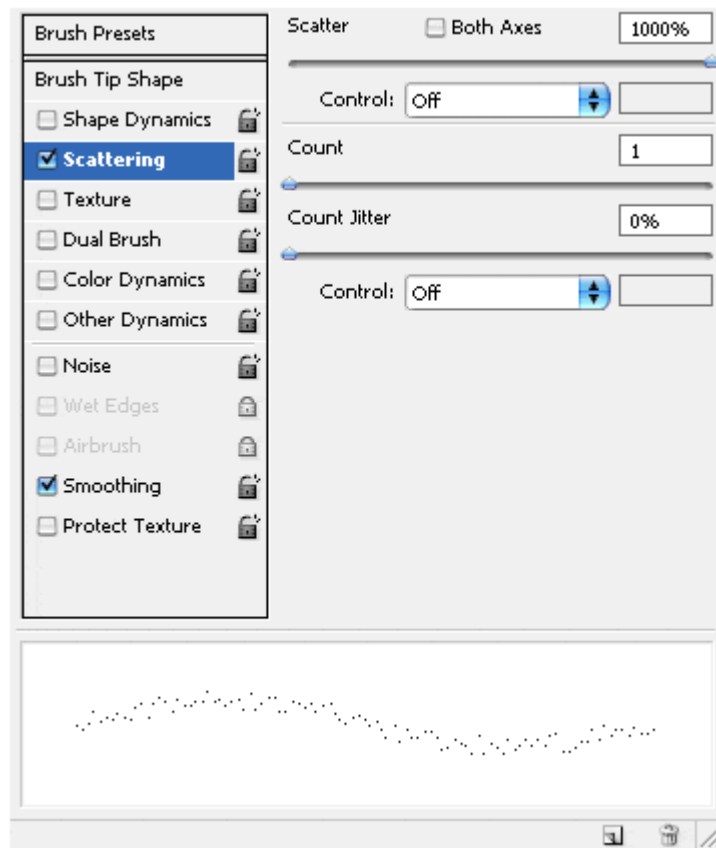 Brush Presets
Brush Tip Shape
Shape Dynamics
Scattering
Texture
Dual Brush
Color Dynamics
Other Dynamics
Noise
Wet Edges
Airbrush
Smoothing
Protect Texture
Scatter Both Axes 1000%
Control: Off
Count 1
Count Jitter 0%
Control: Off